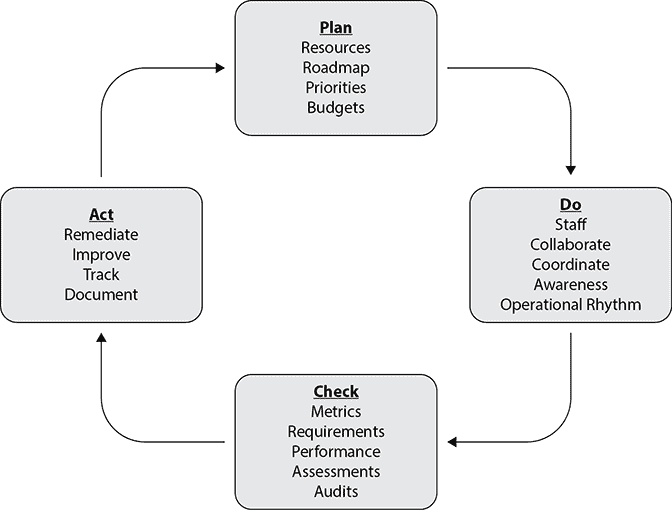 Plan
Resources
Roadmap
Priorities
Budgets
Do
Staff
Collaborate
Coordinate
Awareness
Operational Rhythm
Check
Metrics
Requirements
Performance
Assessments
Audits
Act
Remediate
Improve
Track
Document